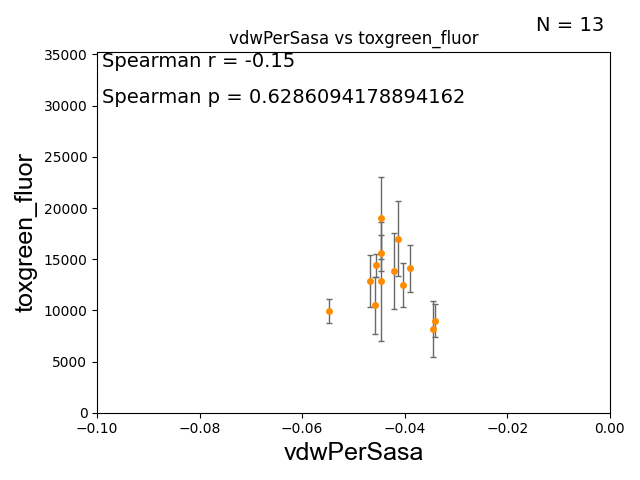 N = 13
vdwPerSasa vs toxgreen_fluor
Spearman r = -0.15
Spearman p = 0.6286094178894162
35000
30000
25000
20000
15000
10000
5000
0
toxgreen_fluor
−0.10 −0.08 −0.06 −0.04 −0.02 0.00
vdwPerSasa